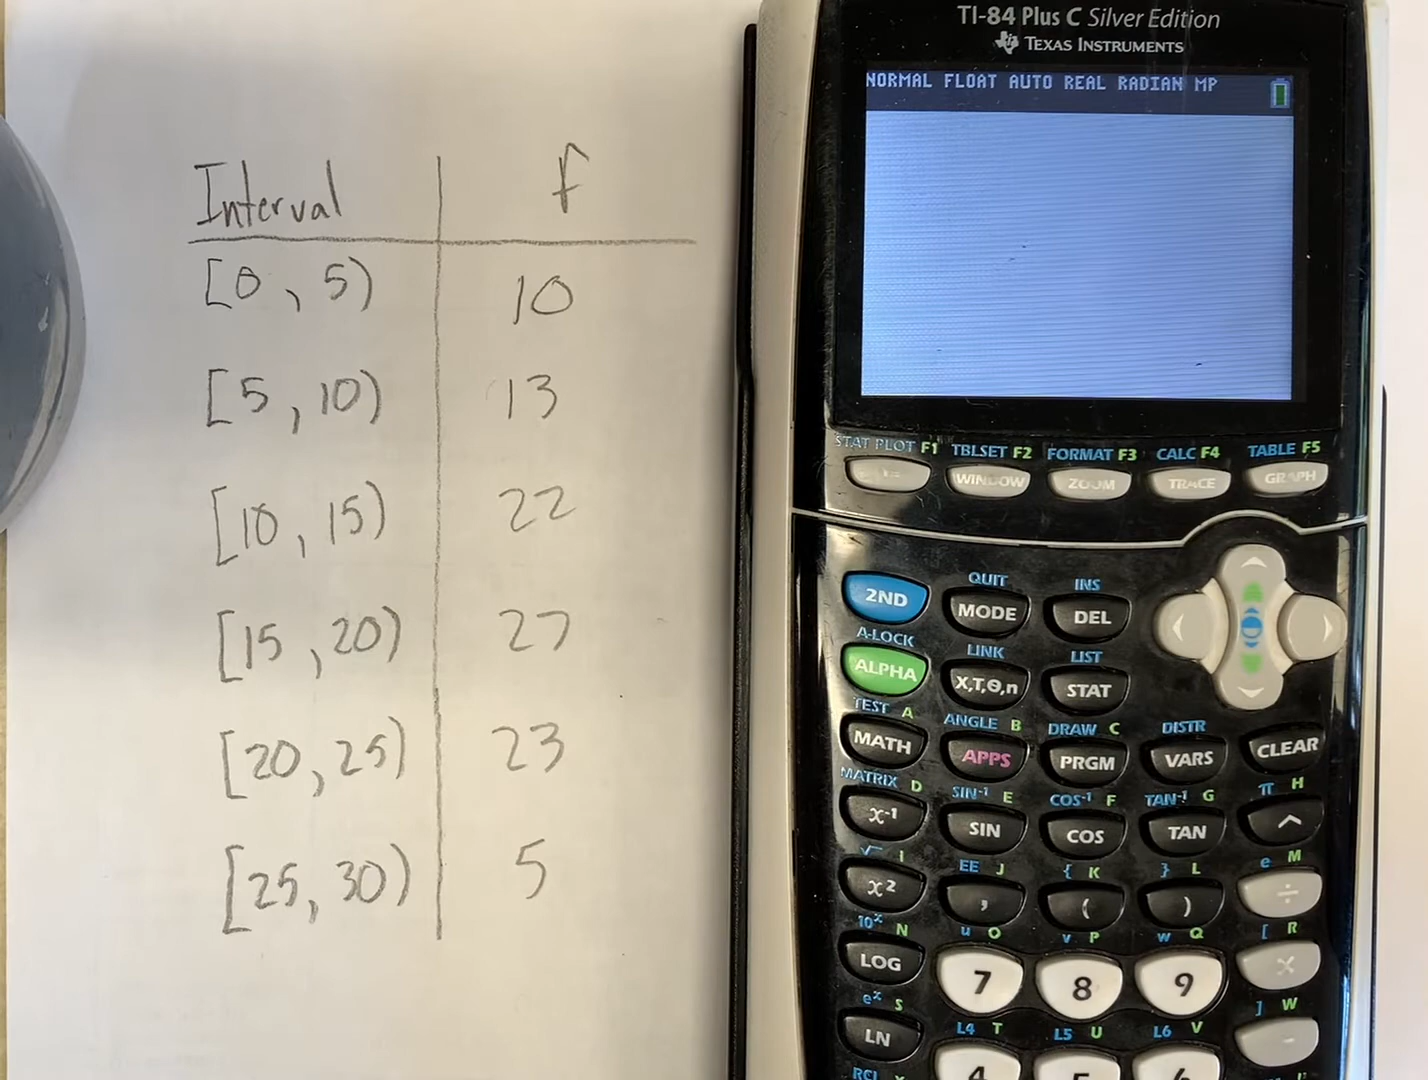 Interval f
[0, 5) 10
[5, 10) 13
[10, 15) 22
[15, 20) 27
[20, 25) 23
[25, 30) 5
TI-84 Plus C Silver Edition
TEXAS INSTRUMENTS
NORMAL FLOAT AUTO REAL RADIAN MP
STAT PLOT F1 TBLSET F2 FORMAT F3 CALC F4 TABLE F5
Y= WINDOW ZOOM TRACE GRAPH
QUIT INS
2ND MODE DEL
A-LOCK LINK LIST
ALPHA X,T,Θ,n STAT
TEST A ANGLE B DRAW C DISTR
MATH APPS PRGM VARS CLEAR
MATRIX D SIN⁻¹ E COS⁻¹ F TAN⁻¹ G π H
x⁻¹ SIN COS TAN ^
√ I EE J { K } L e M
x² , ( ) ÷
10ˣ N u O v P w Q [ R
LOG 7 8 9 ×
eˣ S L4 T L5 U L6 V ] W
LN 4 5 6 -
RCL X